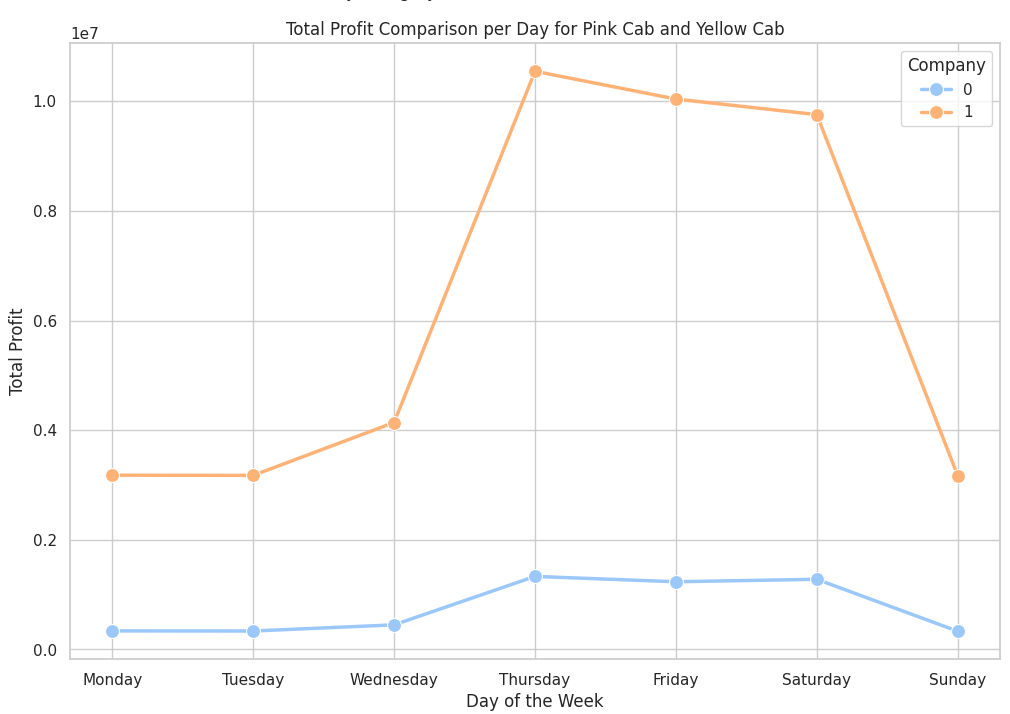 Total Profit Comparison per Day for Pink Cab and Yellow Cab
1e7
Company
0
1
1.0
0.8
0.6
0.4
0.2
0.0
Total Profit
Monday Tuesday Wednesday Thursday Friday Saturday Sunday
Day of the Week